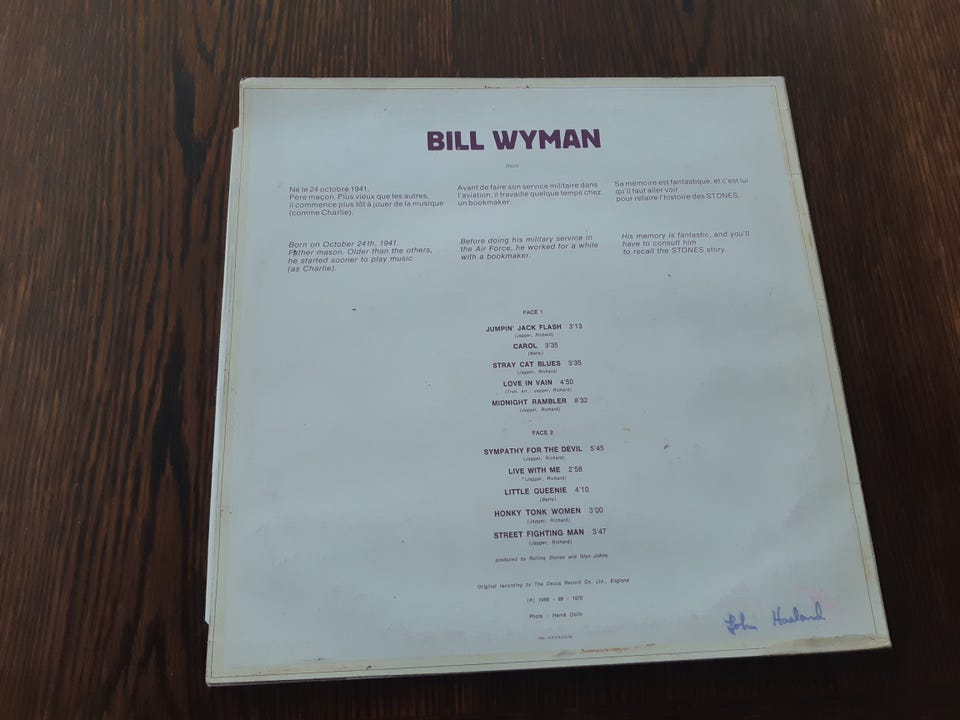 BILL WYMAN
Bass
Né le 24 octobre 1941.
Père maçon. Plus vieux que les autres,
il commence plus tôt à jouer de la musique
(comme Charlie).
Avant de faire son service militaire dans
l'aviation, il travaille quelque temps chez
un bookmaker.
Sa mémoire est fantastique, et c'est lui
qu'il faut aller voir
pour refaire l'histoire des STONES.
Born on October 24th, 1941.
Father mason. Older than the others,
he started sooner to play music
(as Charlie).
Before doing his military service in
the Air Force, he worked for a while
with a bookmaker.
His memory is fantastic, and you'll
have to consult him
to recall the STONES story.
FACE 1
JUMPIN' JACK FLASH 3'13
(Jagger, Richard)
CAROL 3'35
(Berry)
STRAY CAT BLUES 3'35
(Jagger, Richard)
LOVE IN VAIN 4'50
(Trad. arr : Jagger, Richard)
MIDNIGHT RAMBLER 8'32
(Jagger, Richard)
FACE 2
SYMPATHY FOR THE DEVIL 5'45
(Jagger, Richard)
LIVE WITH ME 2'58
(Jagger, Richard)
LITTLE QUEENIE 4'10
(Berry)
HONKY TONK WOMEN 3'00
(Jagger, Richard)
STREET FIGHTING MAN 3'47
(Jagger, Richard)
produced by Rolling Stones and Glyn Johns
Original recording by The Decca Record Co. Ltd., England
(P) 1968 - 69 - 1970
Photo : Hervé Colin
John